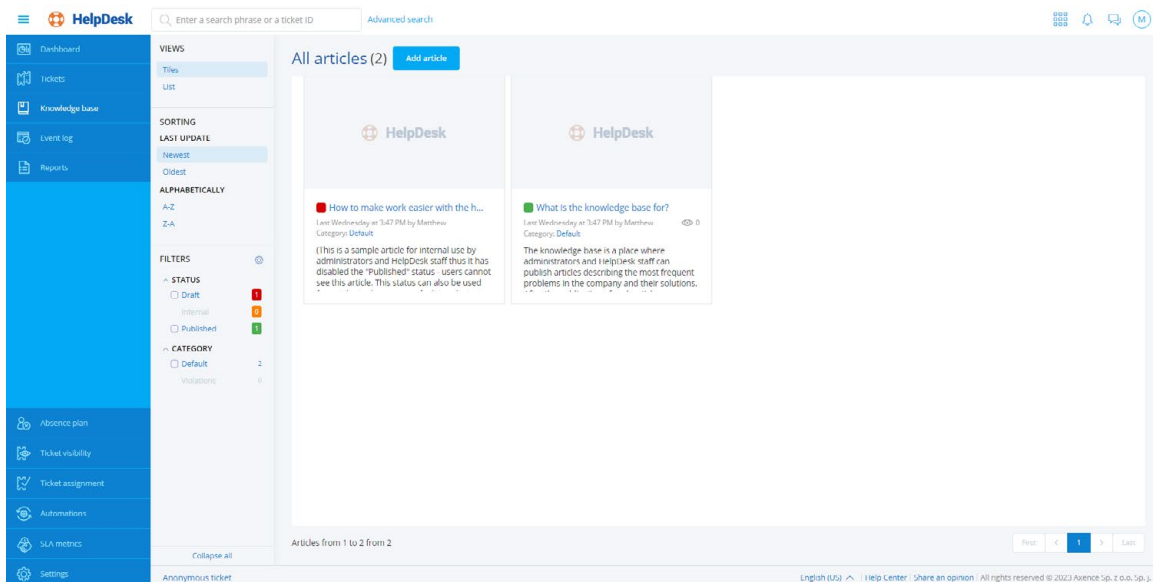 HelpDesk
Enter a search phrase or a ticket ID
Advanced search
M
Dashboard
Tickets
Knowledge base
Event log
Reports
Absence plan
Ticket visibility
Ticket assignment
Automations
SLA metrics
Settings
VIEWS
Tiles
List
SORTING
LAST UPDATE
Newest
Oldest
ALPHABETICALLY
A-Z
Z-A
FILTERS
STATUS
Draft 1
Internal 0
Published 1
CATEGORY
Default 2
Violations 0
Collapse all
All articles (2) Add article
HelpDesk
How to make work easier with the h...
Last Wednesday at 3:47 PM by Matthew
Category: Default
(This is a sample article for internal use by
administrators and HelpDesk staff thus it has
disabled the "Published" status - users cannot
see this article. This status can also be used
HelpDesk
What is the knowledge base for?
Last Wednesday at 3:47 PM by Matthew 0
Category: Default
The knowledge base is a place where
administrators and HelpDesk staff can
publish articles describing the most frequent
problems in the company and their solutions.
Articles from 1 to 2 from 2
First < 1 > Last
Anonymous ticket
English (US) | Help Center | Share an opinion | All rights reserved © 2023 Axence Sp. z o.o. Sp. j.